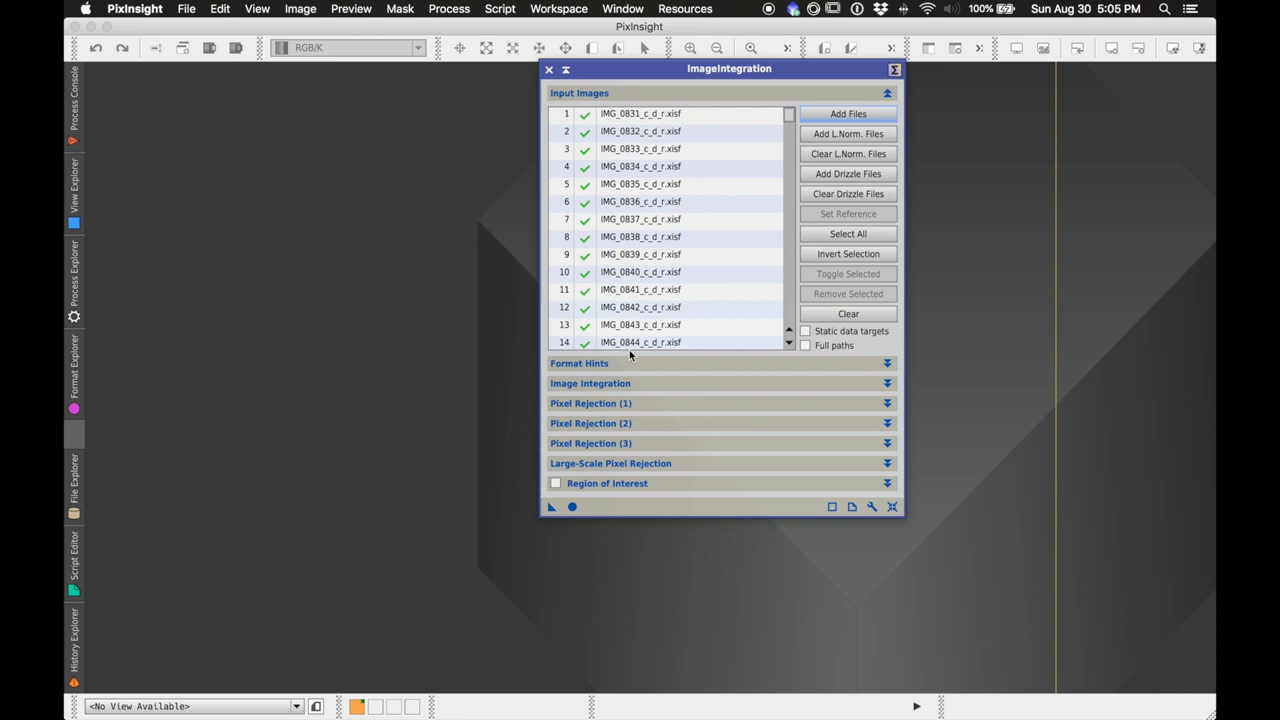 PixInsight File Edit View Image Preview Mask Process Script Workspace Window Resources 100% Sun Aug 30 5:05 PM
PixInsight
RGB/K
Process Console
View Explorer
Process Explorer
Format Explorer
File Explorer
Script Editor
History Explorer
ImageIntegration
Input Images
1 IMG_0831_c_d_r.xisf
2 IMG_0832_c_d_r.xisf
3 IMG_0833_c_d_r.xisf
4 IMG_0834_c_d_r.xisf
5 IMG_0835_c_d_r.xisf
6 IMG_0836_c_d_r.xisf
7 IMG_0837_c_d_r.xisf
8 IMG_0838_c_d_r.xisf
9 IMG_0839_c_d_r.xisf
10 IMG_0840_c_d_r.xisf
11 IMG_0841_c_d_r.xisf
12 IMG_0842_c_d_r.xisf
13 IMG_0843_c_d_r.xisf
14 IMG_0844_c_d_r.xisf
Add Files
Add L.Norm. Files
Clear L.Norm. Files
Add Drizzle Files
Clear Drizzle Files
Set Reference
Select All
Invert Selection
Toggle Selected
Remove Selected
Clear
Static data targets
Full paths
Format Hints
Image Integration
Pixel Rejection (1)
Pixel Rejection (2)
Pixel Rejection (3)
Large-Scale Pixel Rejection
Region of Interest
<No View Available>